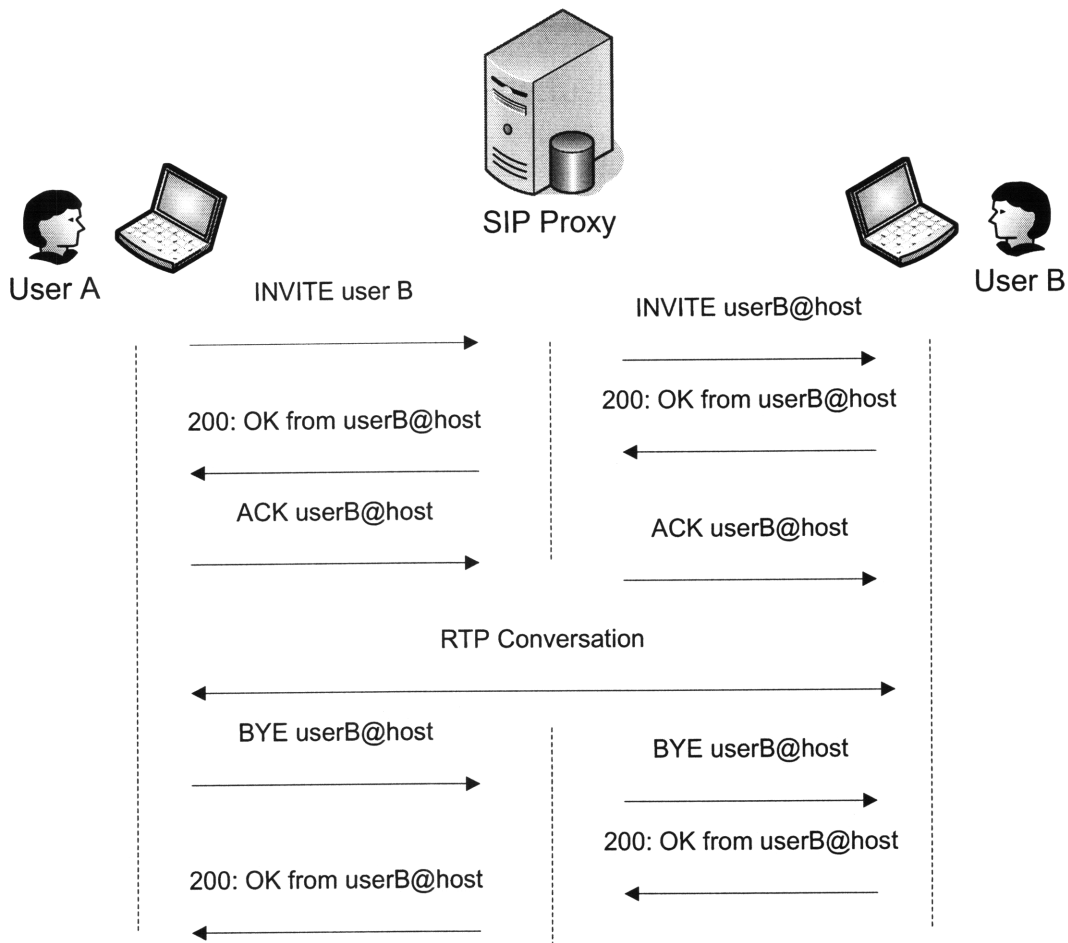 SIP Proxy
User A
User B
INVITE user B
INVITE userB@host
200: OK from userB@host
200: OK from userB@host
ACK userB@host
ACK userB@host
RTP Conversation
BYE userB@host
BYE userB@host
200: OK from userB@host
200: OK from userB@host